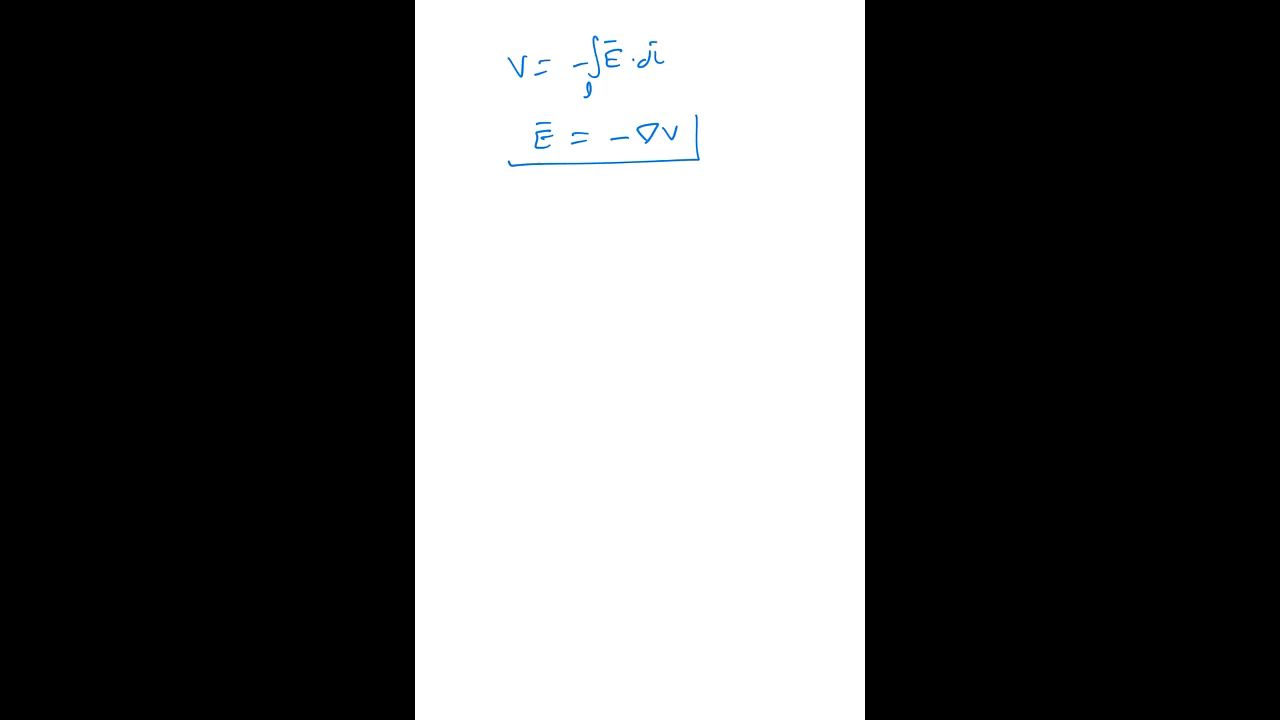 V = -∫Ē · dl̄
l
Ē = -∇V